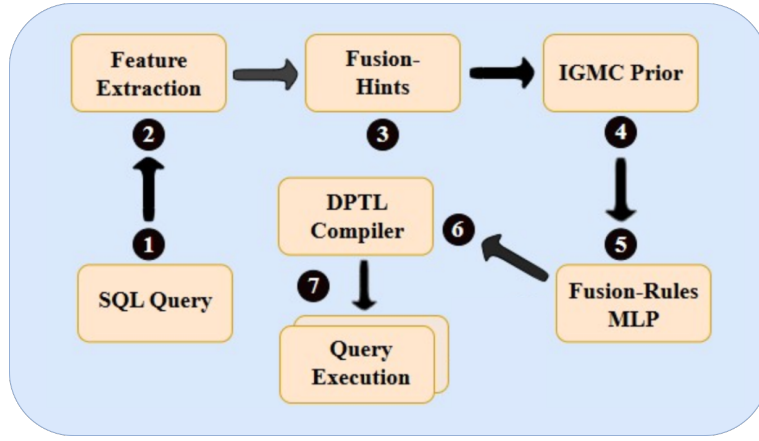 Feature
Extraction
Fusion-
Hints
IGMC Prior
2
3
4
DPTL
Compiler
1
6
5
SQL Query
7
Fusion-Rules
MLP
Query
Execution